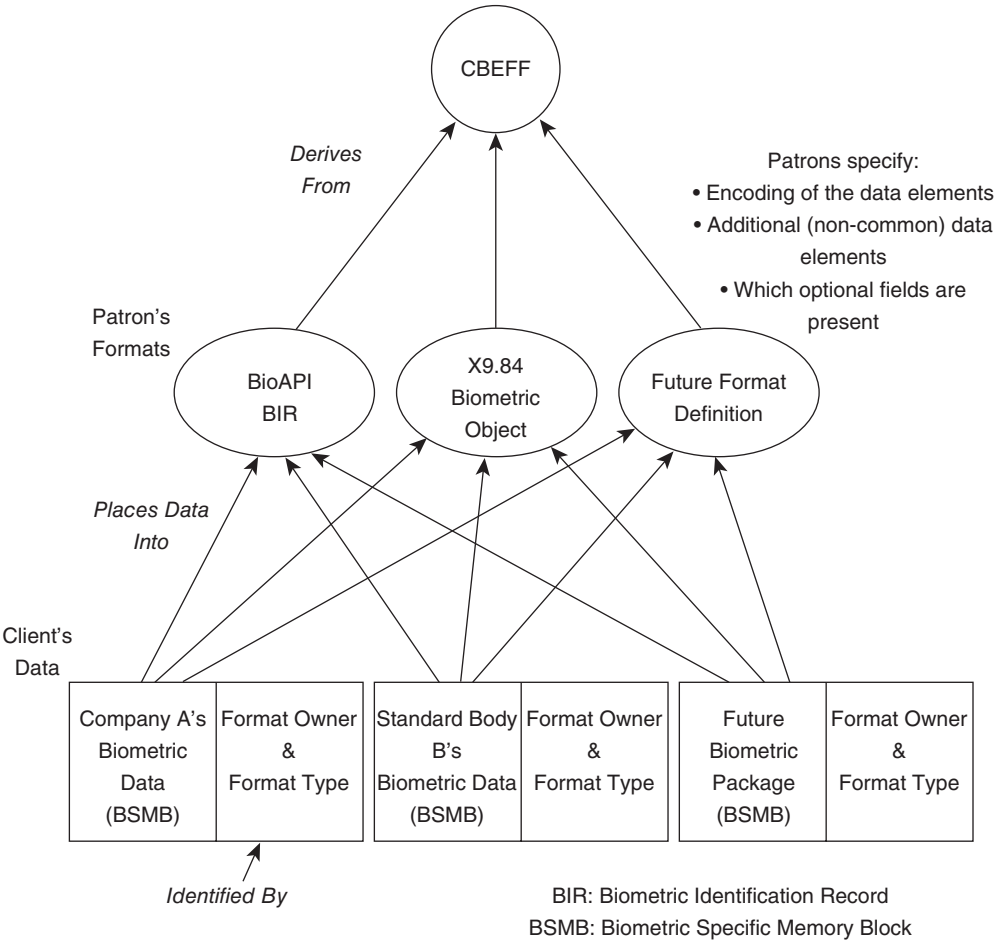 CBEFF
Derives
From
Patrons specify:
• Encoding of the data elements
• Additional (non-common) data
elements
• Which optional fields are
present
Patron's
Formats
BioAPI
BIR
X9.84
Biometric
Object
Future Format
Definition
Places Data
Into
Client's
Data
Company A's
Biometric
Data
(BSMB)
Format Owner
&
Format Type
Standard Body
B's
Biometric Data
(BSMB)
Format Owner
&
Format Type
Future
Biometric
Package
(BSMB)
Format Owner
&
Format Type
Identified By
BIR: Biometric Identification Record
BSMB: Biometric Specific Memory Block